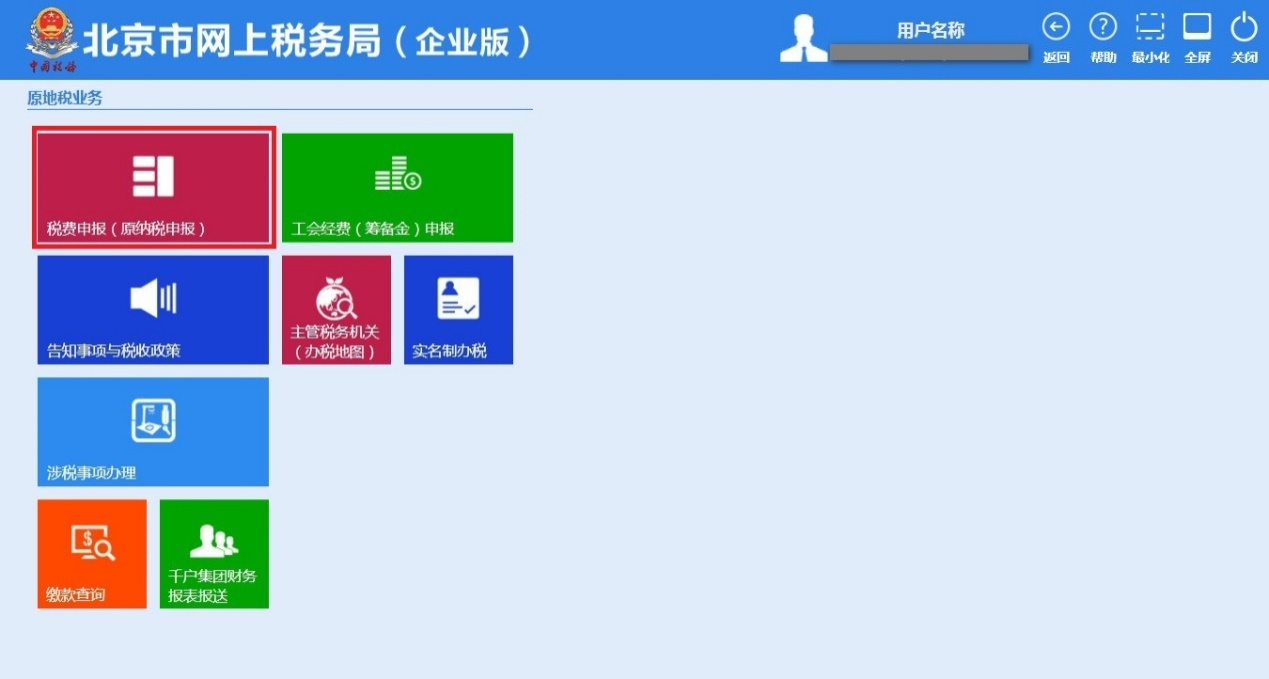 北京市网上税务局（企业版）
中国税务
用户名称
返回 帮助 最小化 全屏 关闭
原地税业务
税费申报（原纳税申报）
工会经费（筹备金）申报
告知事项与税收政策
主管税务机关
（办税地图）
实名制办税
涉税事项办理
缴款查询
千户集团财务
报表报送